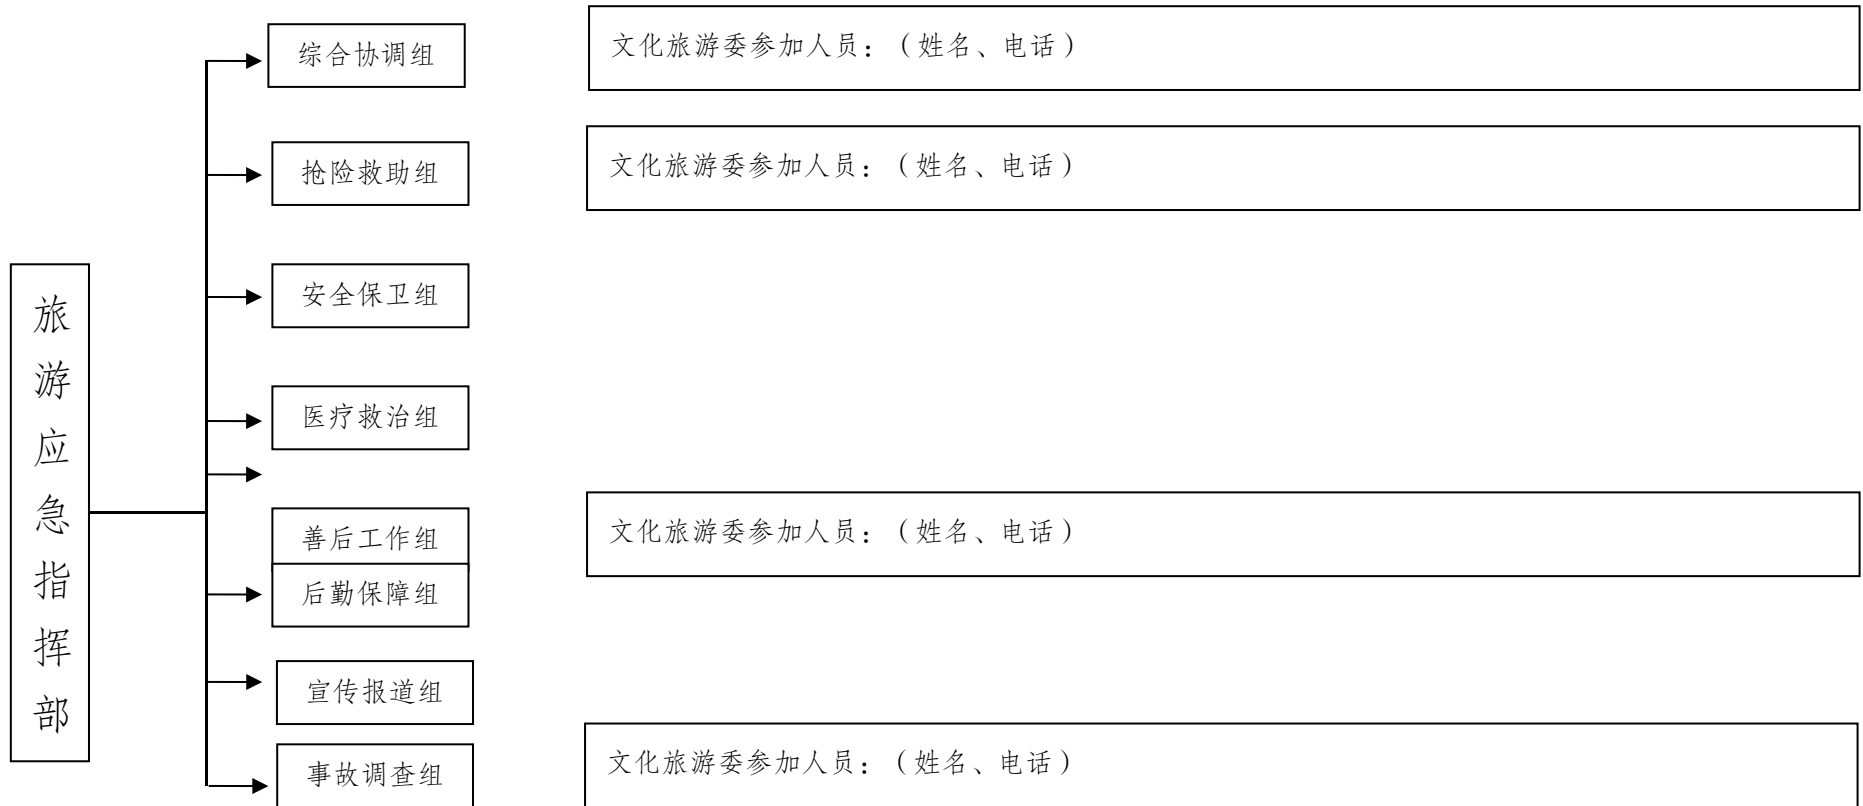 综合协调组
文化旅游委参加人员：（姓名、电话）
抢险救助组
文化旅游委参加人员：（姓名、电话）
安全保卫组
旅游应急指挥部
医疗救治组
善后工作组
文化旅游委参加人员：（姓名、电话）
后勤保障组
宣传报道组
事故调查组
文化旅游委参加人员：（姓名、电话）